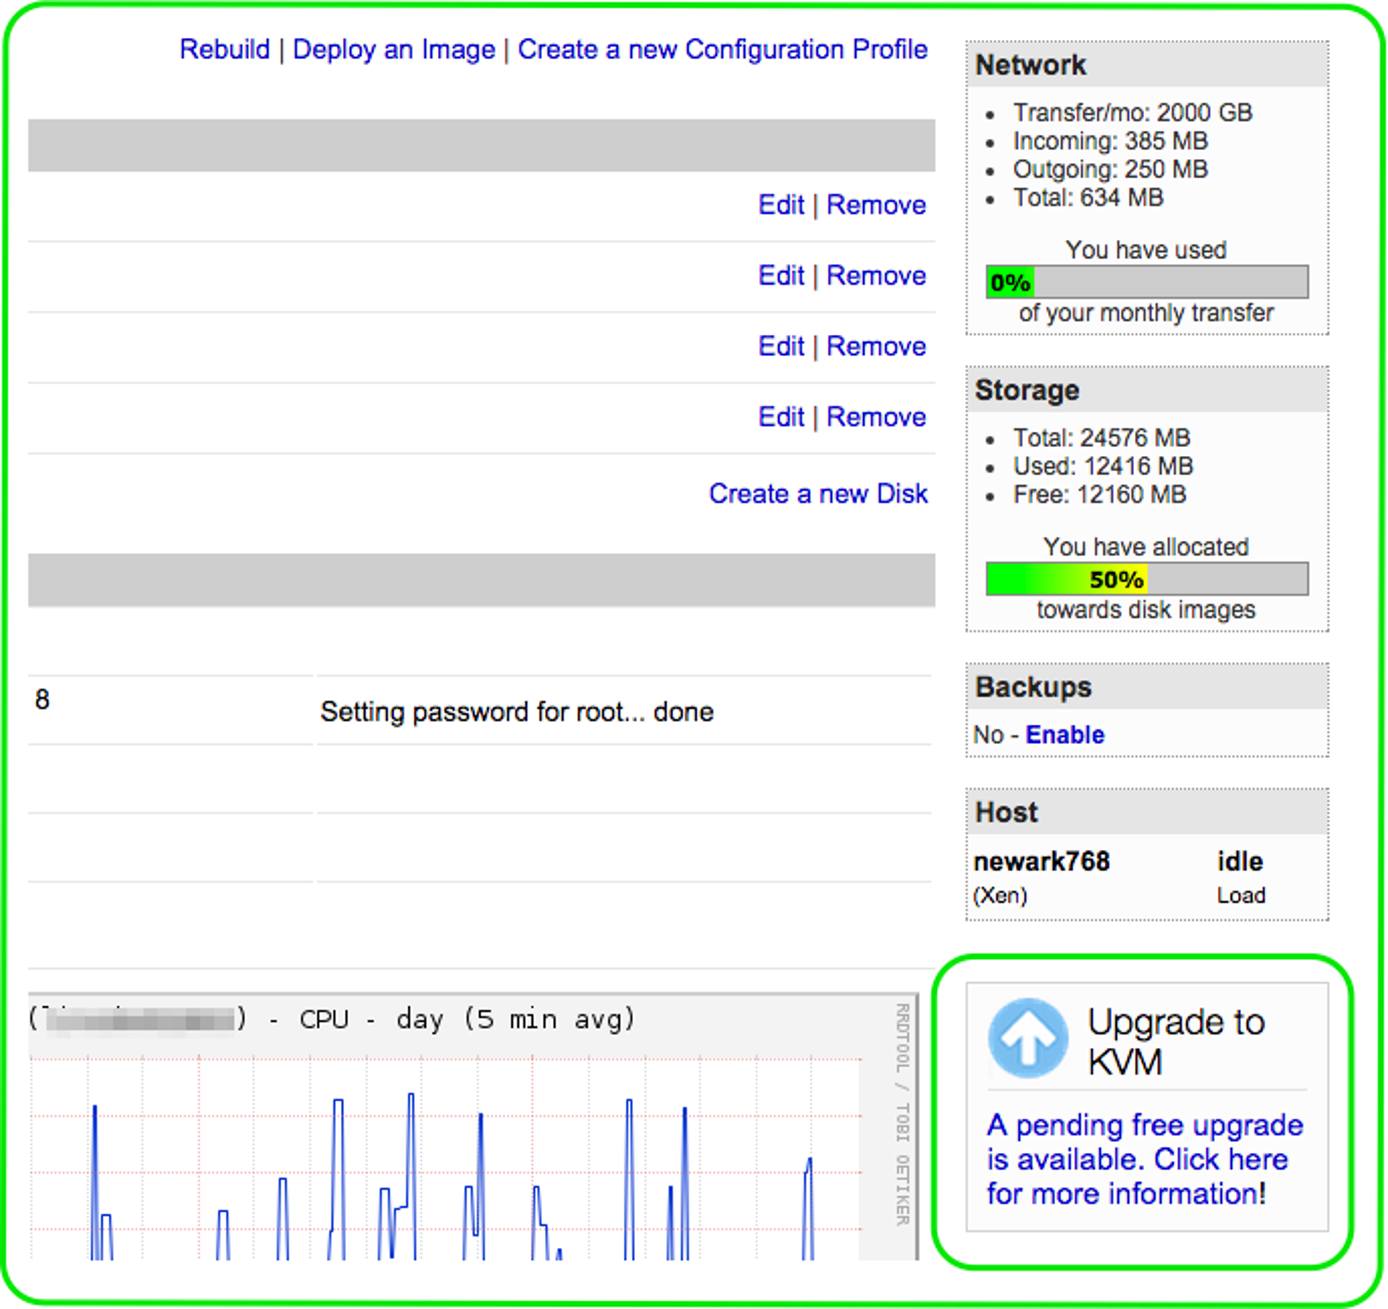 Rebuild | Deploy an Image | Create a new Configuration Profile
Edit | Remove
Edit | Remove
Edit | Remove
Edit | Remove
Create a new Disk
8
Setting password for root... done
( ) - CPU - day (5 min avg)
RRDTOOL / TOBI OETIKER
Network
• Transfer/mo: 2000 GB
• Incoming: 385 MB
• Outgoing: 250 MB
• Total: 634 MB
You have used
0%
of your monthly transfer
Storage
• Total: 24576 MB
• Used: 12416 MB
• Free: 12160 MB
You have allocated
50%
towards disk images
Backups
No - Enable
Host
newark768 idle
(Xen) Load
Upgrade to
KVM
A pending free upgrade
is available. Click here
for more information!